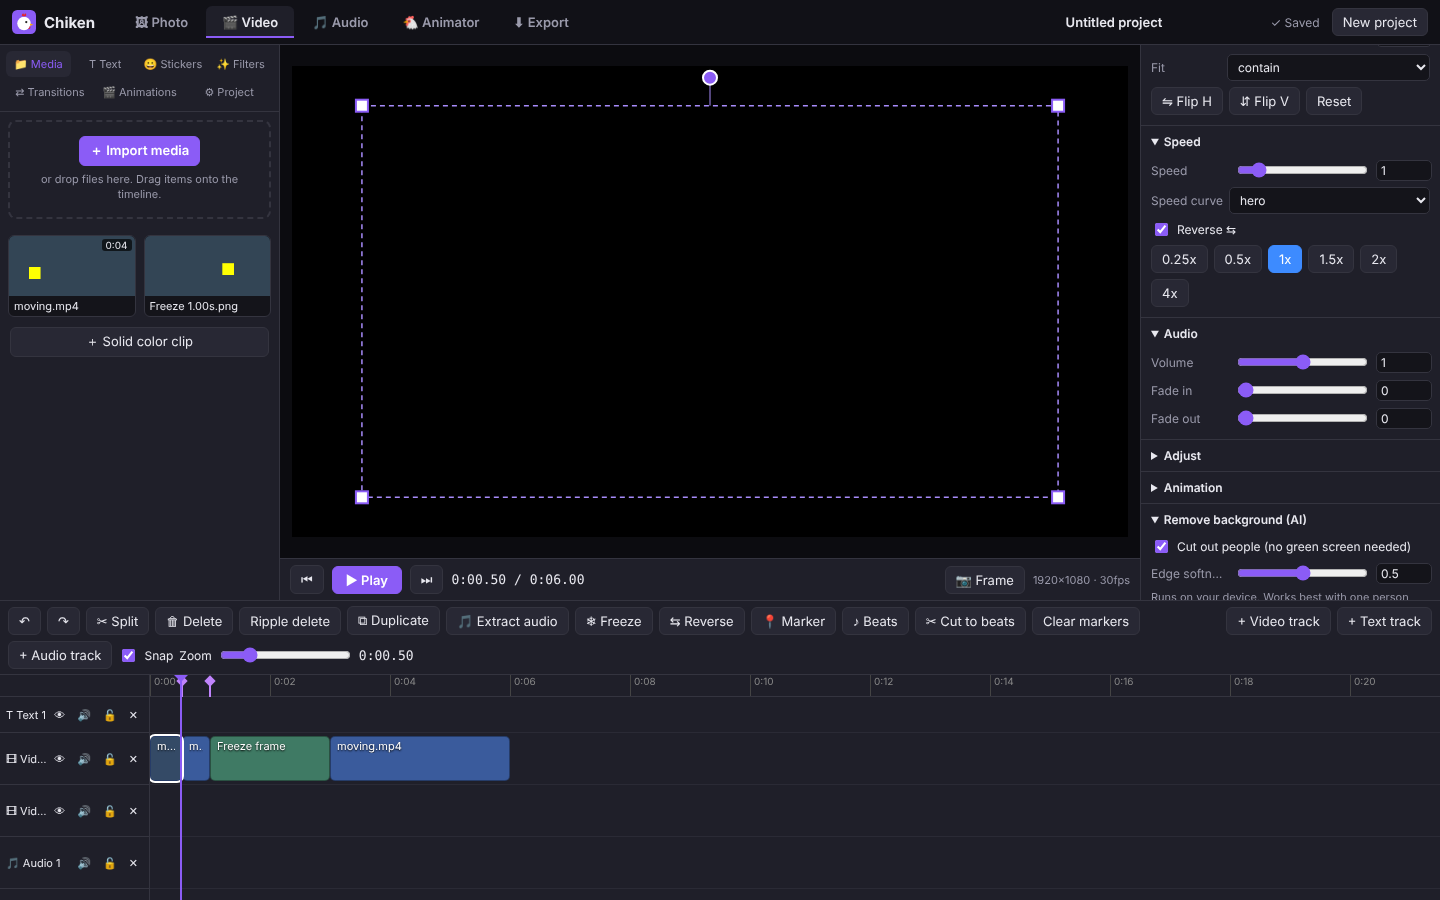 Chiken
🖼 Photo
🎬 Video
🎵 Audio
🐔 Animator
⬇ Export
Untitled project
✓ Saved
New project
📁 Media
T Text
😀 Stickers
✨ Filters
⇄ Transitions
🎬 Animations
⚙ Project
+ Import media
or drop files here. Drag items onto the
timeline.
0:04
moving.mp4
Freeze 1.00s.png
+ Solid color clip
Fit
contain
⇋ Flip H
⇵ Flip V
Reset
▼ Speed
Speed
1
Speed curve
hero
Reverse ⇆
0.25x
0.5x
1x
1.5x
2x
4x
▼ Audio
Volume
1
Fade in
0
Fade out
0
▶ Adjust
▶ Animation
▼ Remove background (AI)
Cut out people (no green screen needed)
Edge softn…
0.5
Runs on your device. Works best with one person
⏮
▶ Play
⏭
0:00.50 / 0:06.00
📷 Frame
1920×1080 · 30fps
↶
↷
✂ Split
🗑 Delete
Ripple delete
⧉ Duplicate
🎵 Extract audio
❄ Freeze
⇆ Reverse
📍 Marker
♪ Beats
✂ Cut to beats
Clear markers
+ Video track
+ Text track
+ Audio track
Snap
Zoom
0:00.50
0:00
0:02
0:04
0:06
0:08
0:10
0:12
0:14
0:16
0:18
0:20
T Text 1
🎞 Vid…
m…
m.
Freeze frame
moving.mp4
🎞 Vid…
🎵 Audio 1